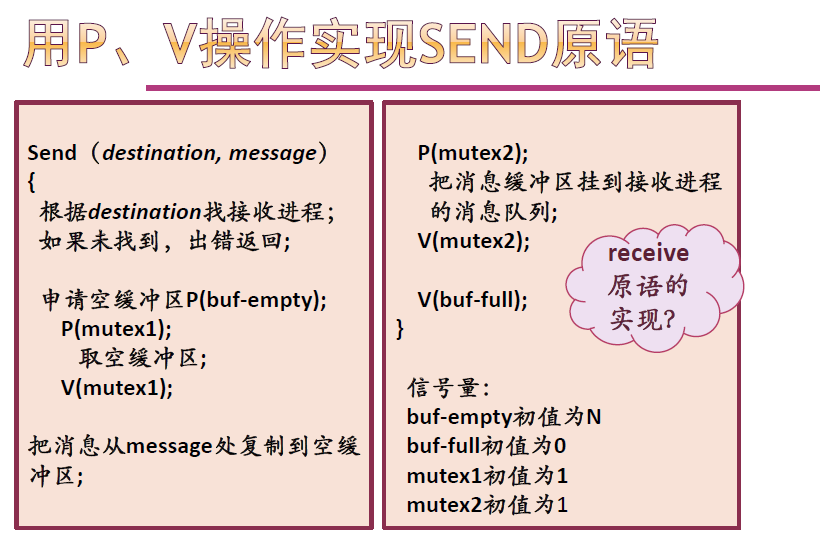 用P、V操作实现SEND原语
Send（destination, message）
{
根据destination找接收进程；
如果未找到，出错返回;
申请空缓冲区P(buf-empty);
P(mutex1);
取空缓冲区;
V(mutex1);
把消息从message处复制到空缓
冲区;
P(mutex2);
把消息缓冲区挂到接收进程
的消息队列;
V(mutex2);
V(buf-full);
}
receive
原语的
实现？
信号量：
buf-empty初值为N
buf-full初值为0
mutex1初值为1
mutex2初值为1